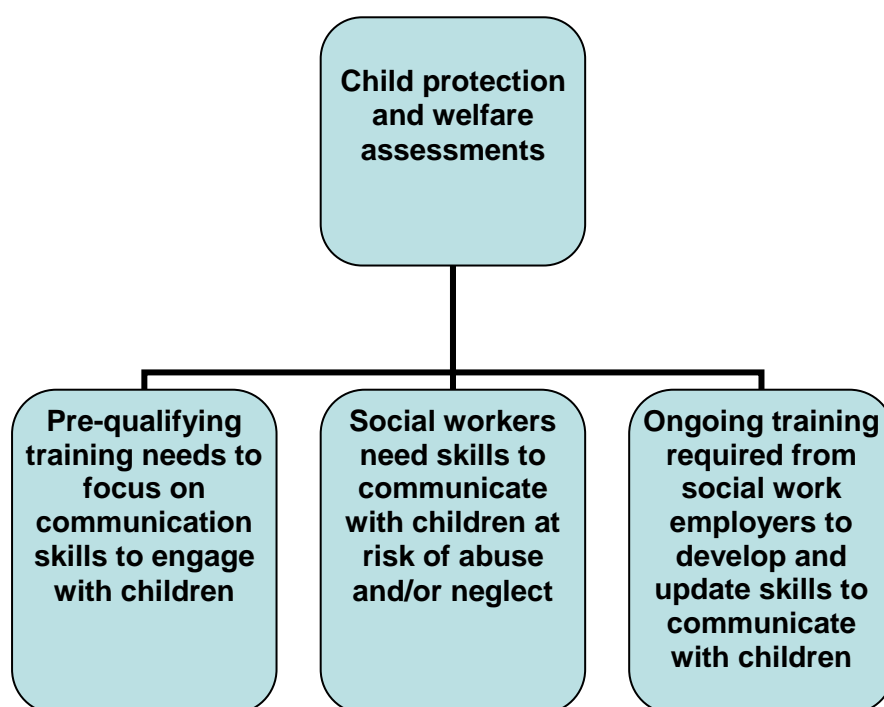 Child protection
and welfare
assessments
Pre-qualifying
training needs to
focus on
communication
skills to engage
with children
Social workers
need skills to
communicate
with children at
risk of abuse
and/or neglect
Ongoing training
required from
social work
employers to
develop and
update skills to
communicate
with children